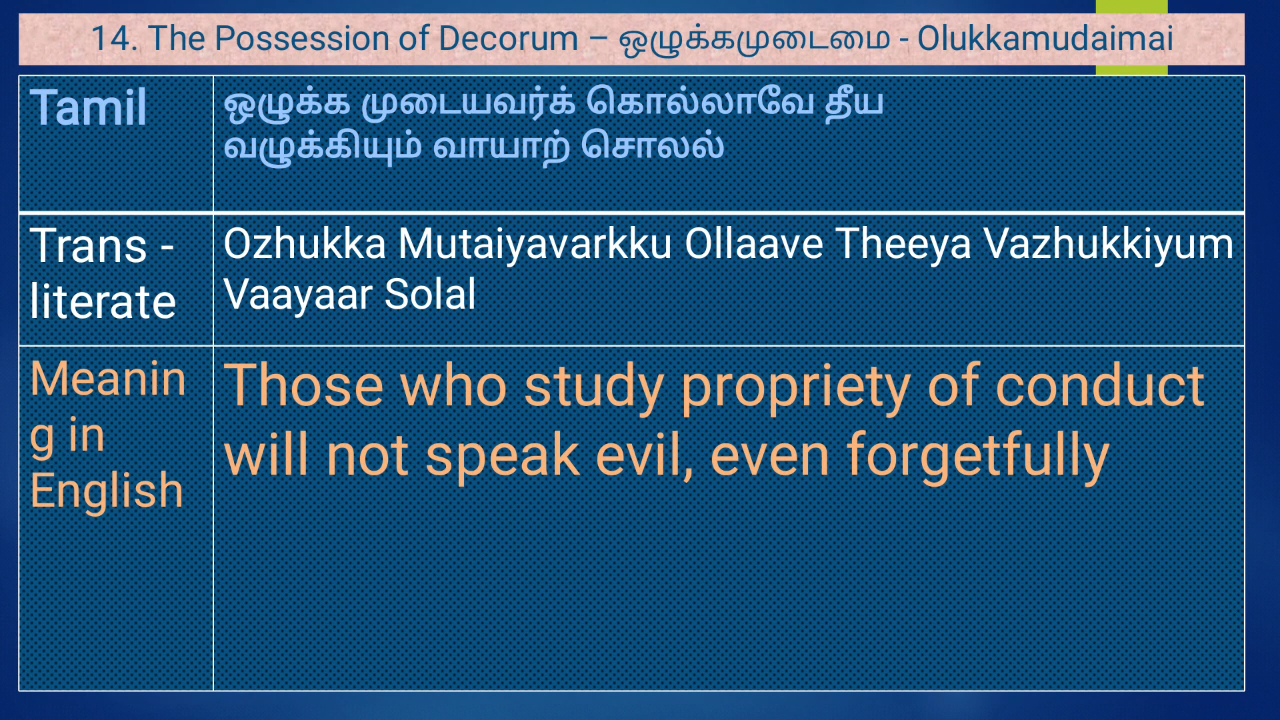 14. The Possession of Decorum – ஒழுக்கமுடைமை - Olukkamudaimai
Tamil
ஒழுக்க முடையவர்க் கொல்லாவே தீய
வழுக்கியும் வாயாற் சொலல்
Trans -
literate
Ozhukka Mutaiyavarkku Ollaave Theeya Vazhukkiyum
Vaayaar Solal
Meanin
g in
English
Those who study propriety of conduct
will not speak evil, even forgetfully